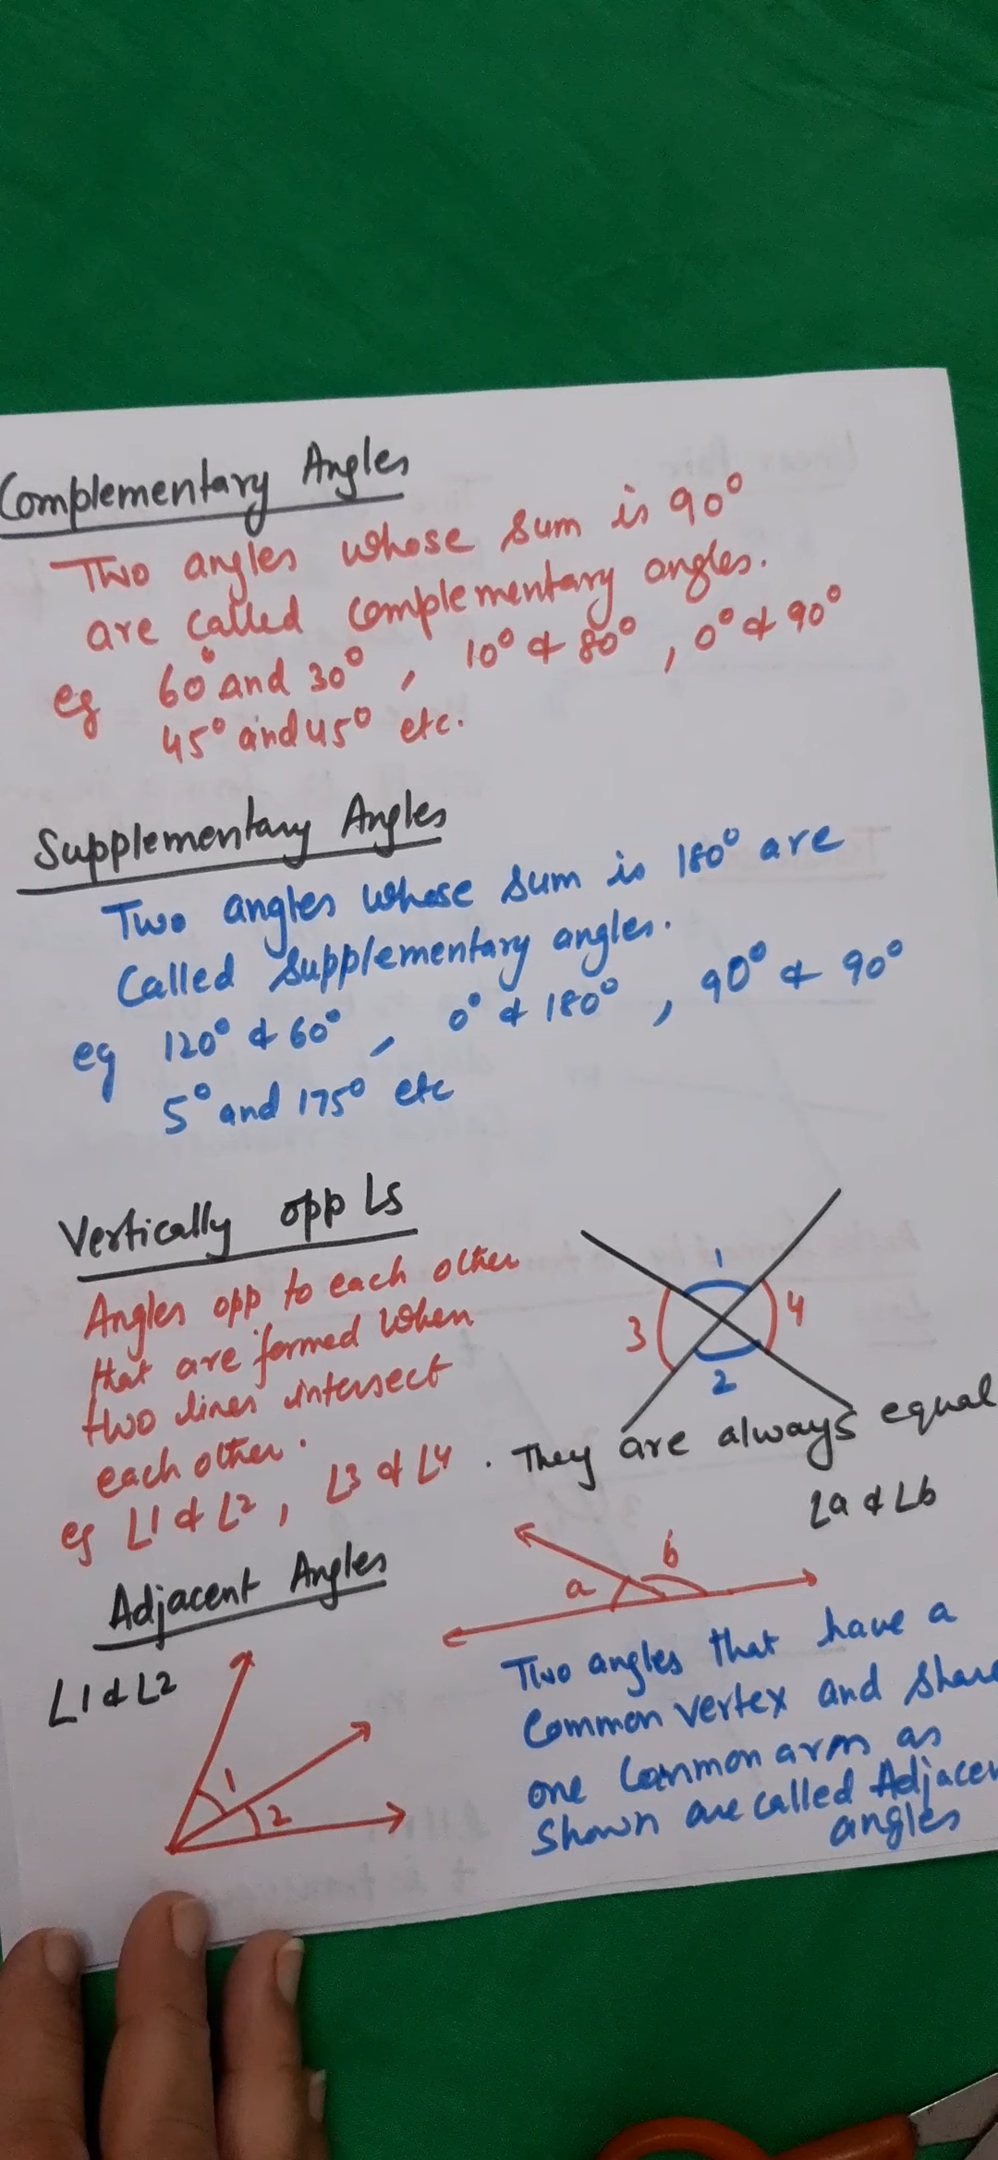 Complementary Angles
Two angles whose sum is 90°
are called complementary angles.
eg 60° and 30°, 10° & 80°, 0° & 90°
45° and 45° etc.
Supplementary Angles
Two angles whose sum is 180° are
called supplementary angles.
eg 120° & 60°, 0° & 180°, 90° & 90°
5° and 175° etc
Vertically opp ∠s
Angles opp to each other
that are formed when
two lines intersect
each other.
eg ∠1 & ∠2, ∠3 & ∠4. They are always equal
1
3
4
2
∠a & ∠b
Adjacent Angles
a
b
∠1 & ∠2
1
2
Two angles that have a
common vertex and share
one common arm as
shown are called Adjacen
angles